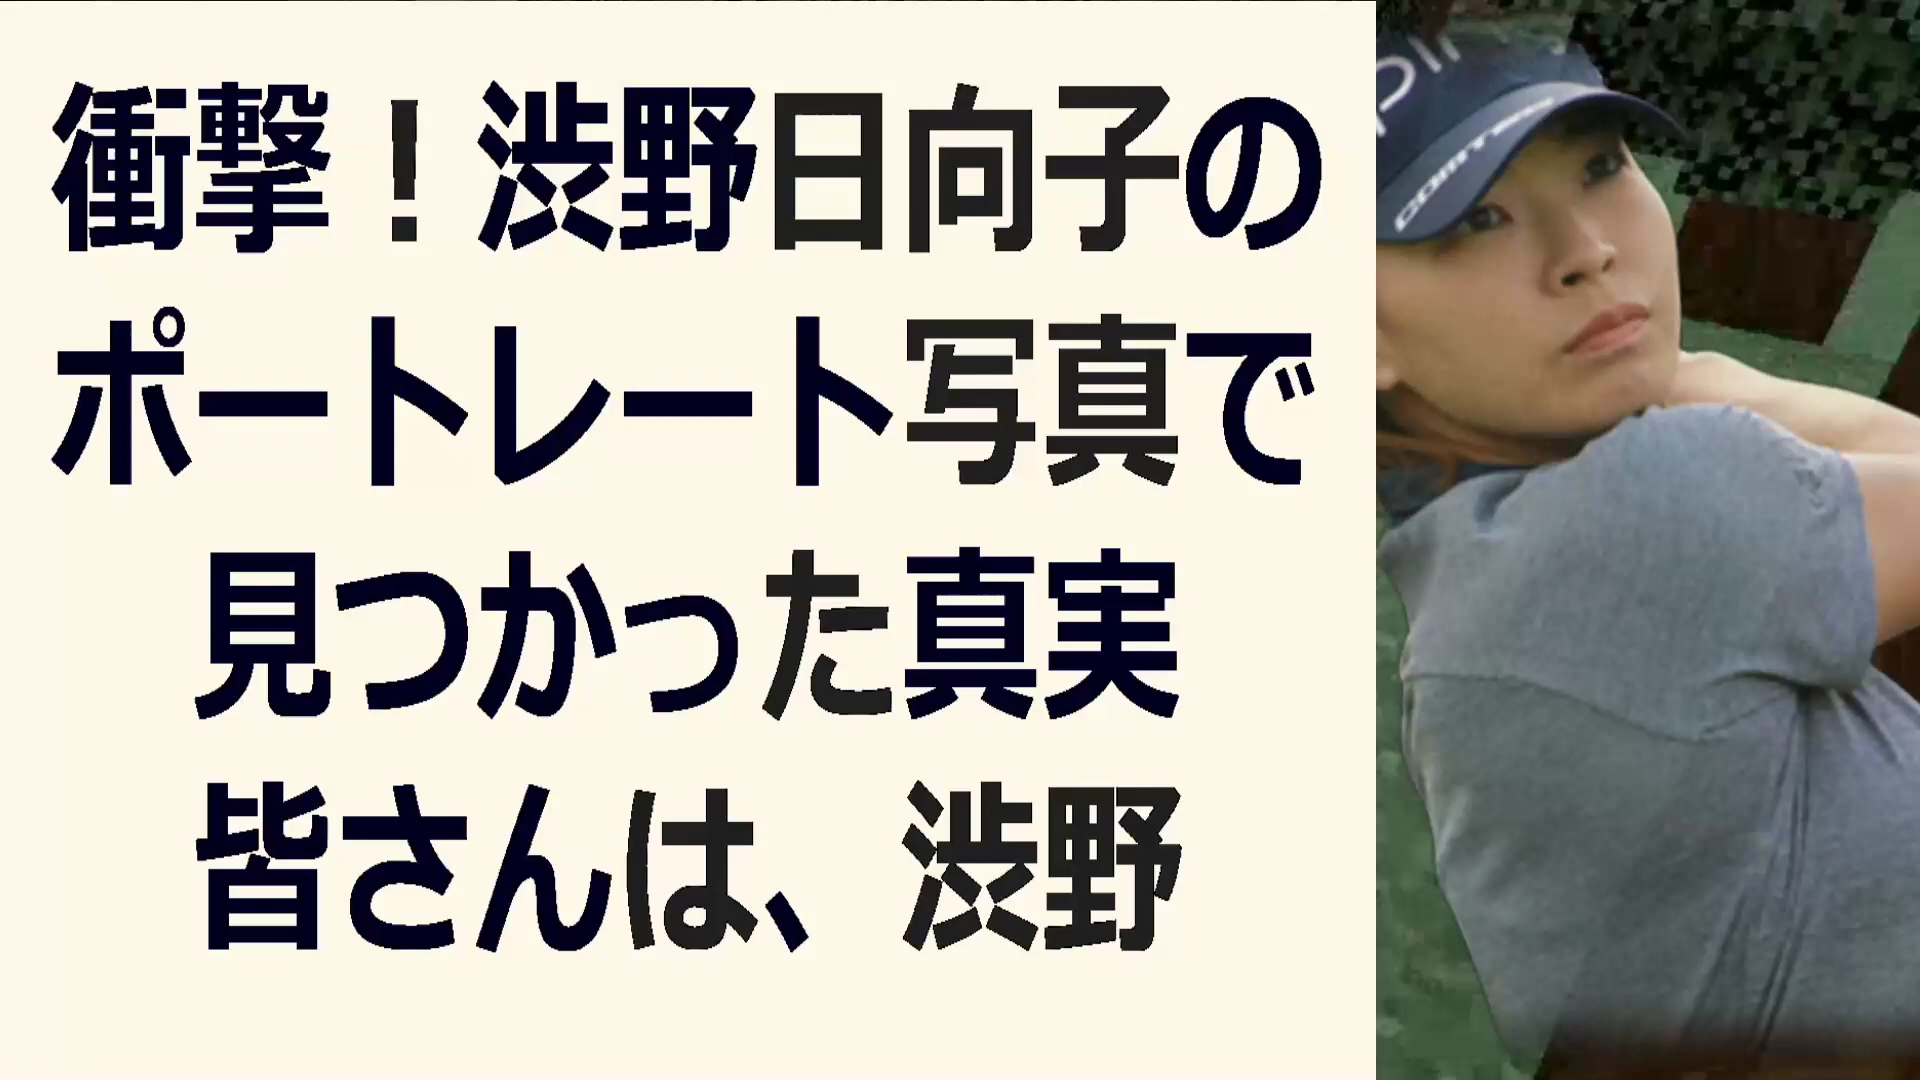 衝撃！渋野日向子の
ポートレート写真で
見つかった真実
皆さんは、渋野